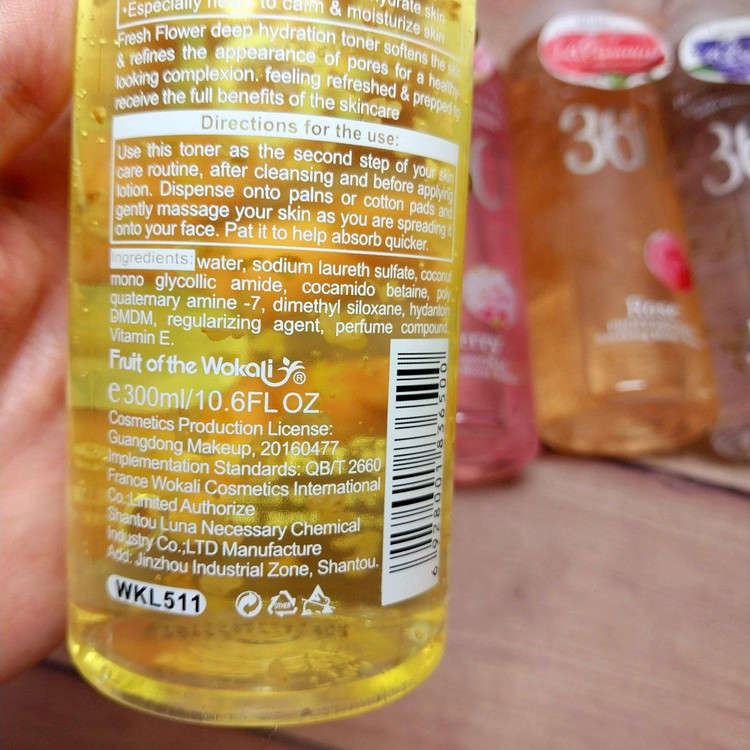 •Especially helps to calm & moisturize skin
•Fresh Flower deep hydration toner softens the skin
& refines the appearance of pores for a healthy
looking complexion. feeling refreshed & prepped to
receive the full benefits of the skincare
Directions for the use:
Use this toner as the second step of your skin
care routine, after cleansing and before applying
lotion. Dispense onto palms or cotton pads and
gently massage your skin as you are spreading it
onto your face. Pat it to help absorb quicker.
Ingredients: water, sodium laureth sulfate, coconut
mono glycollic amide, cocamido betaine, poly
quaternary amine -7, dimethyl siloxane, hydantoin
DMDM, regularizing agent, perfume compound,
Vitamin E.
Fruit of the Wokali ®
℮300ml/10.6FL OZ
Cosmetics Production License:
Guangdong Makeup, 20160477
Implementation Standards: QB/T 2660
France Wokali Cosmetics International
Co.;Limited Authorize
Shantou Luna Necessary Chemical
Industry Co.;LTD Manufacture
Add: Jinzhou Industrial Zone, Shantou.
WKL511
OTHER
6 928001 836500
Rose